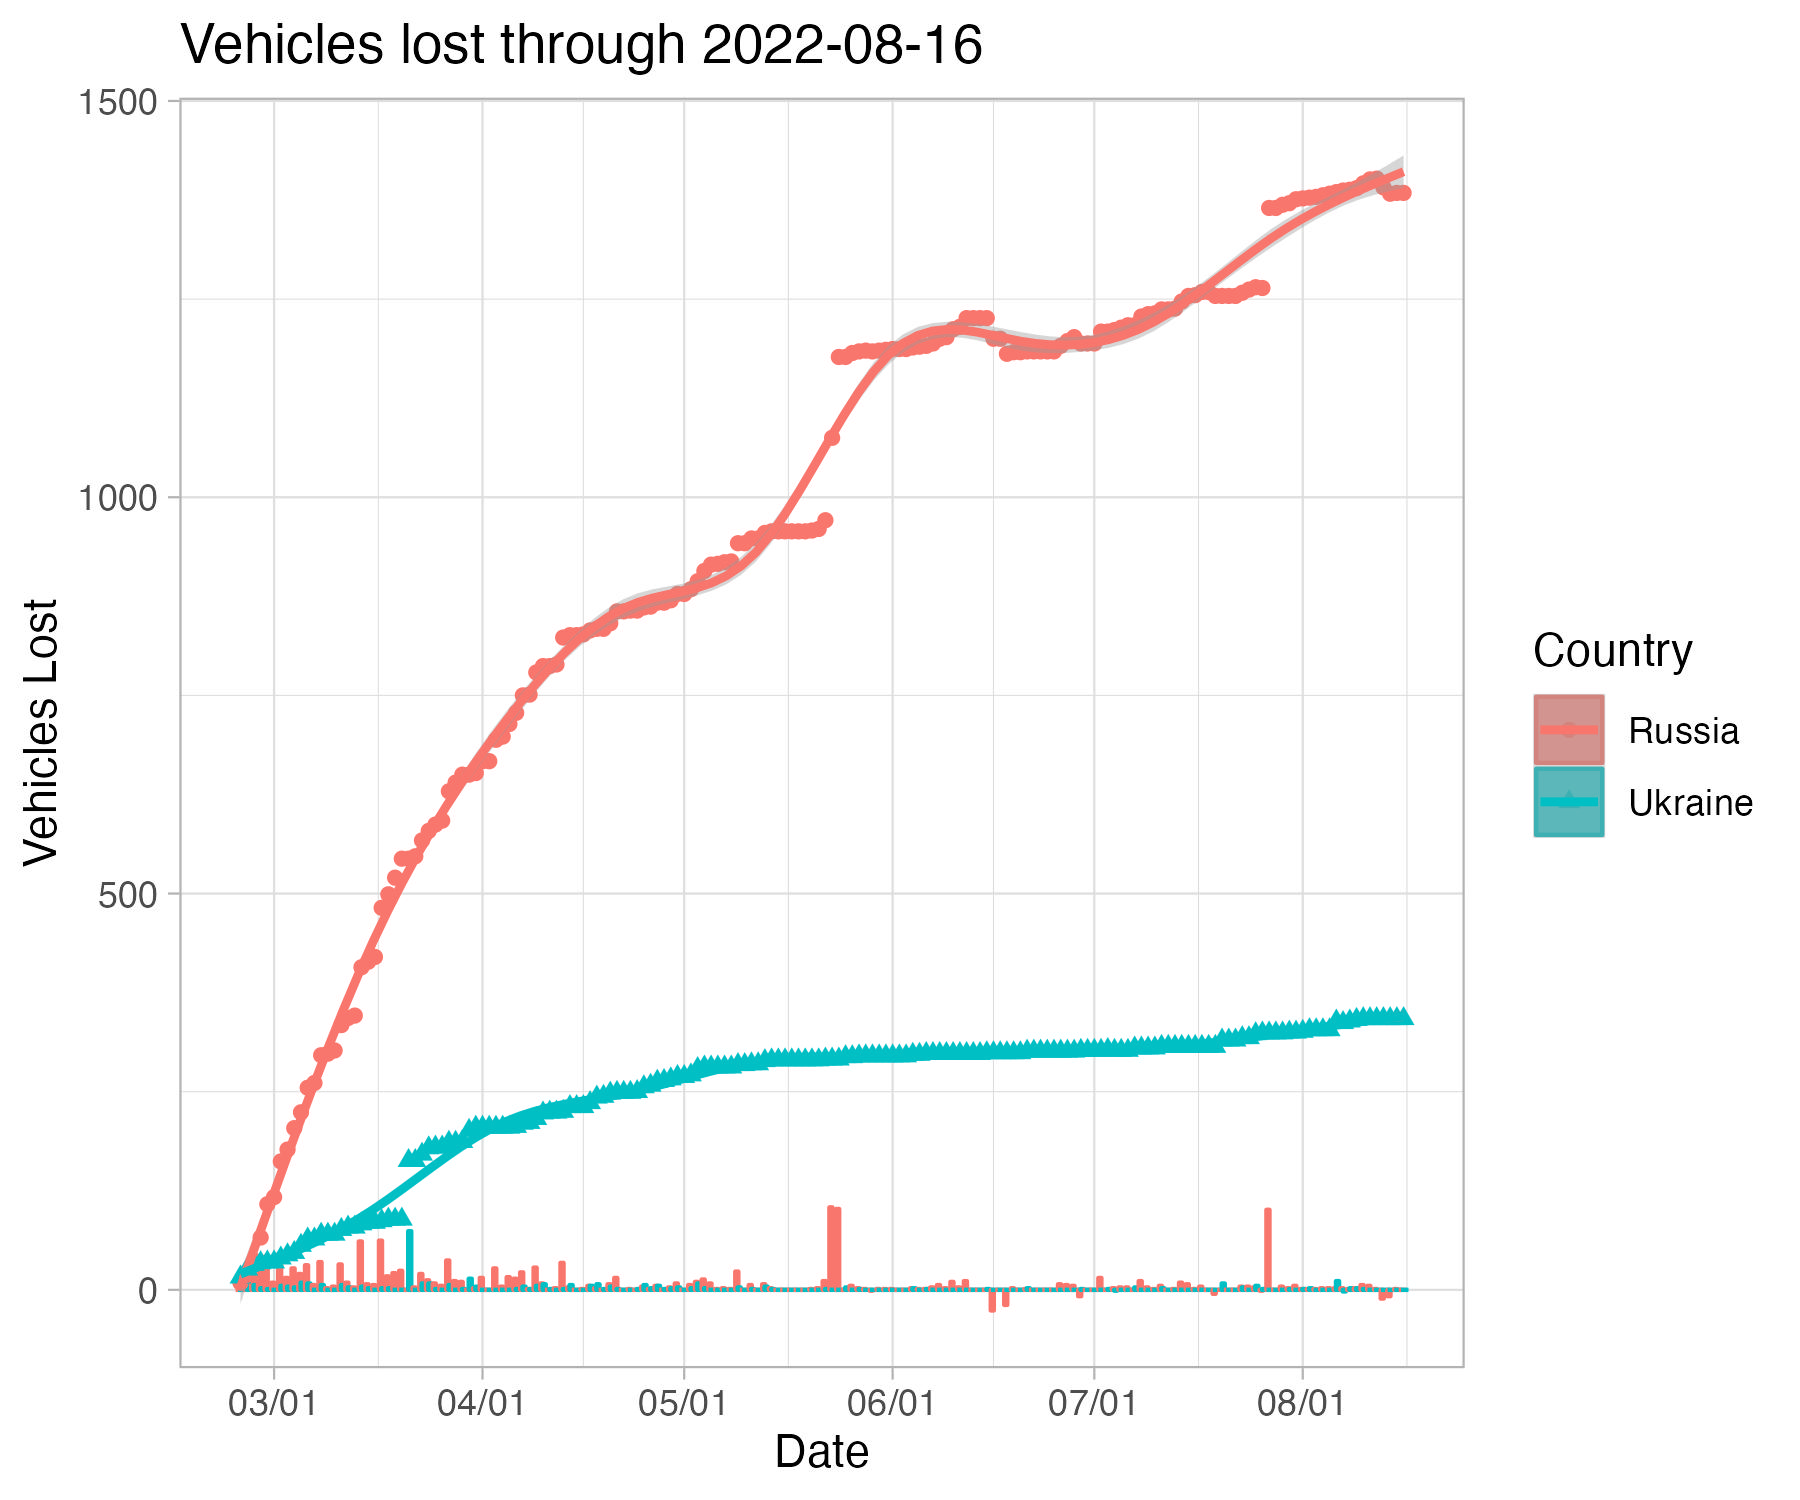 Vehicles lost through 2022-08-16
1500
1000
500
0
Vehicles Lost
03/01
04/01
05/01
06/01
07/01
08/01
Date
Country
Russia
Ukraine